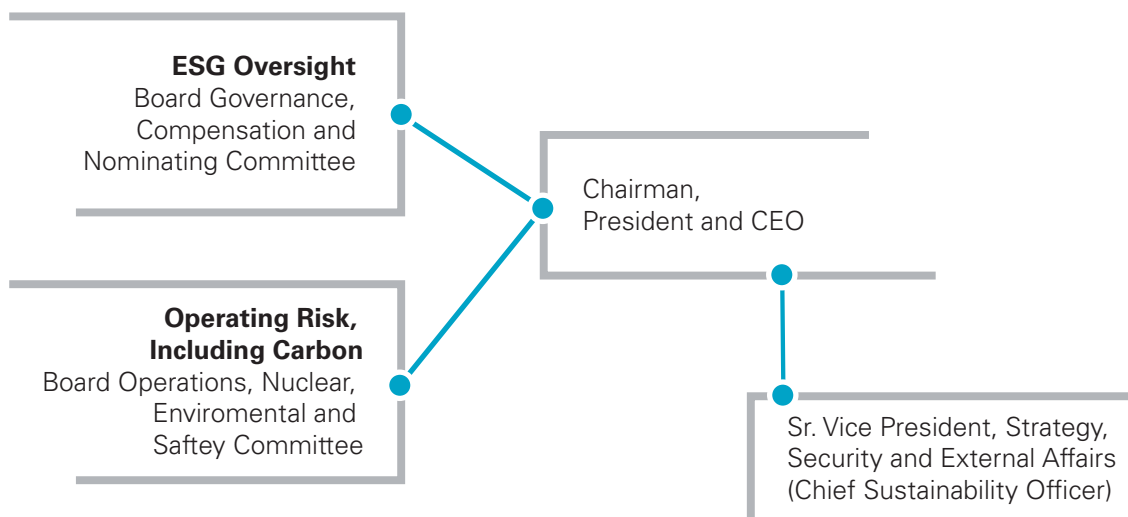 ESG Oversight
Board Governance,
Compensation and
Nominating Committee
Chairman,
President and CEO
Operating Risk,
Including Carbon
Board Operations, Nuclear,
Enviromental and
Saftey Committee
Sr. Vice President, Strategy,
Security and External Affairs
(Chief Sustainability Officer)